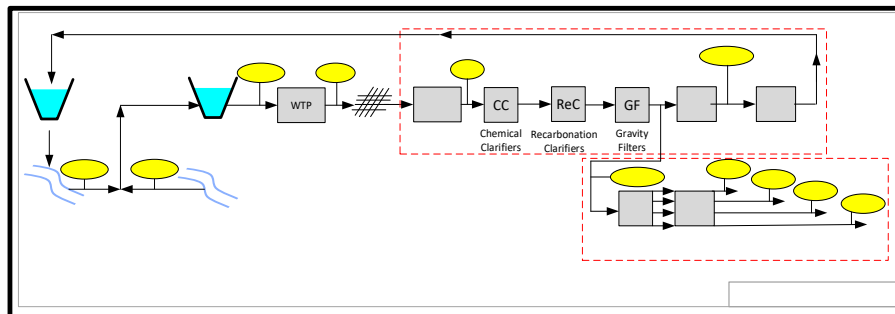 WTP
CC
ReC
GF
Chemical
Clarifiers
Recarbonation
Clarifiers
Gravity
Filters